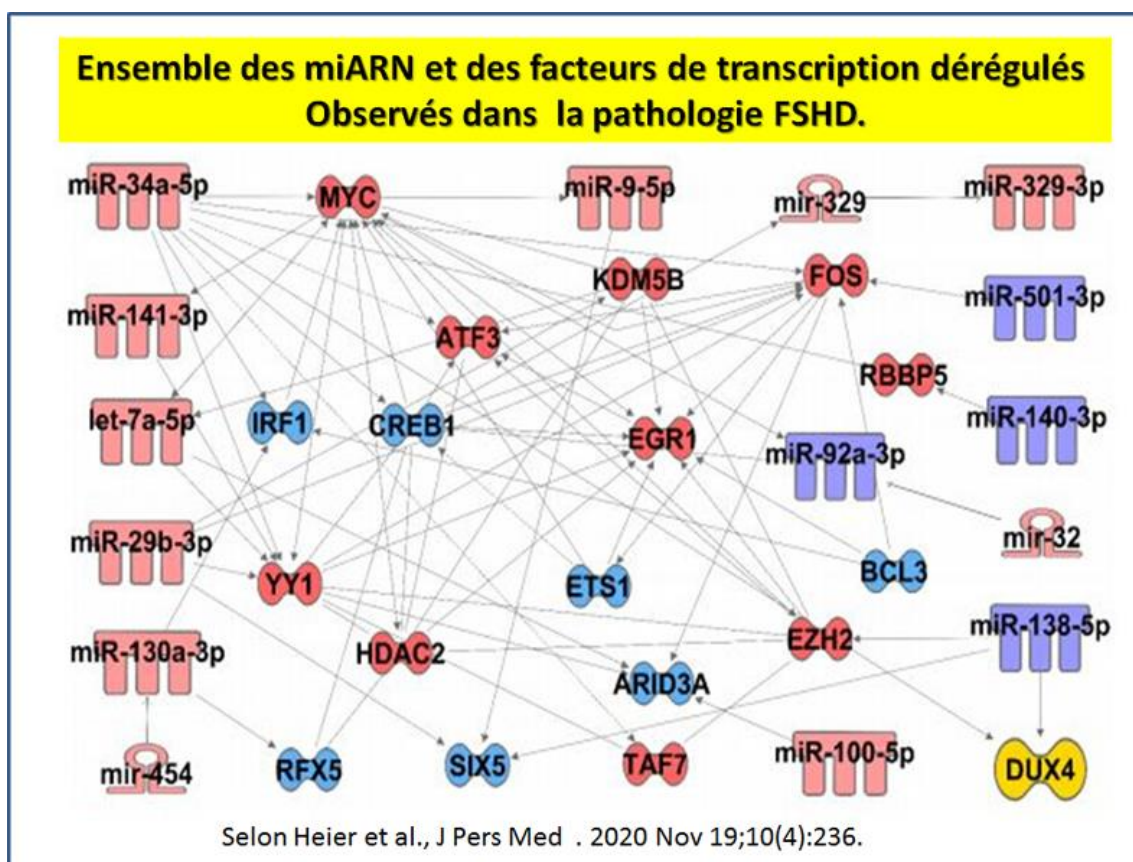 Ensemble des miARN et des facteurs de transcription dérégulés
Observés dans la pathologie FSHD.
miR-34a-5p
MYC
miR-9-5p
mir-329
miR-329-3p
KDM5B
FOS
miR-141-3p
ATF3
miR-501-3p
RBBP5
let-7a-5p
IRF1
CREB1
EGR1
miR-92a-3p
miR-140-3p
miR-29b-3p
YY1
ETS1
BCL3
mir-32
miR-130a-3p
HDAC2
ARID3A
EZH2
miR-138-5p
mir-454
RFX5
SIX5
TAF7
miR-100-5p
DUX4
Selon Heier et al., J Pers Med . 2020 Nov 19;10(4):236.